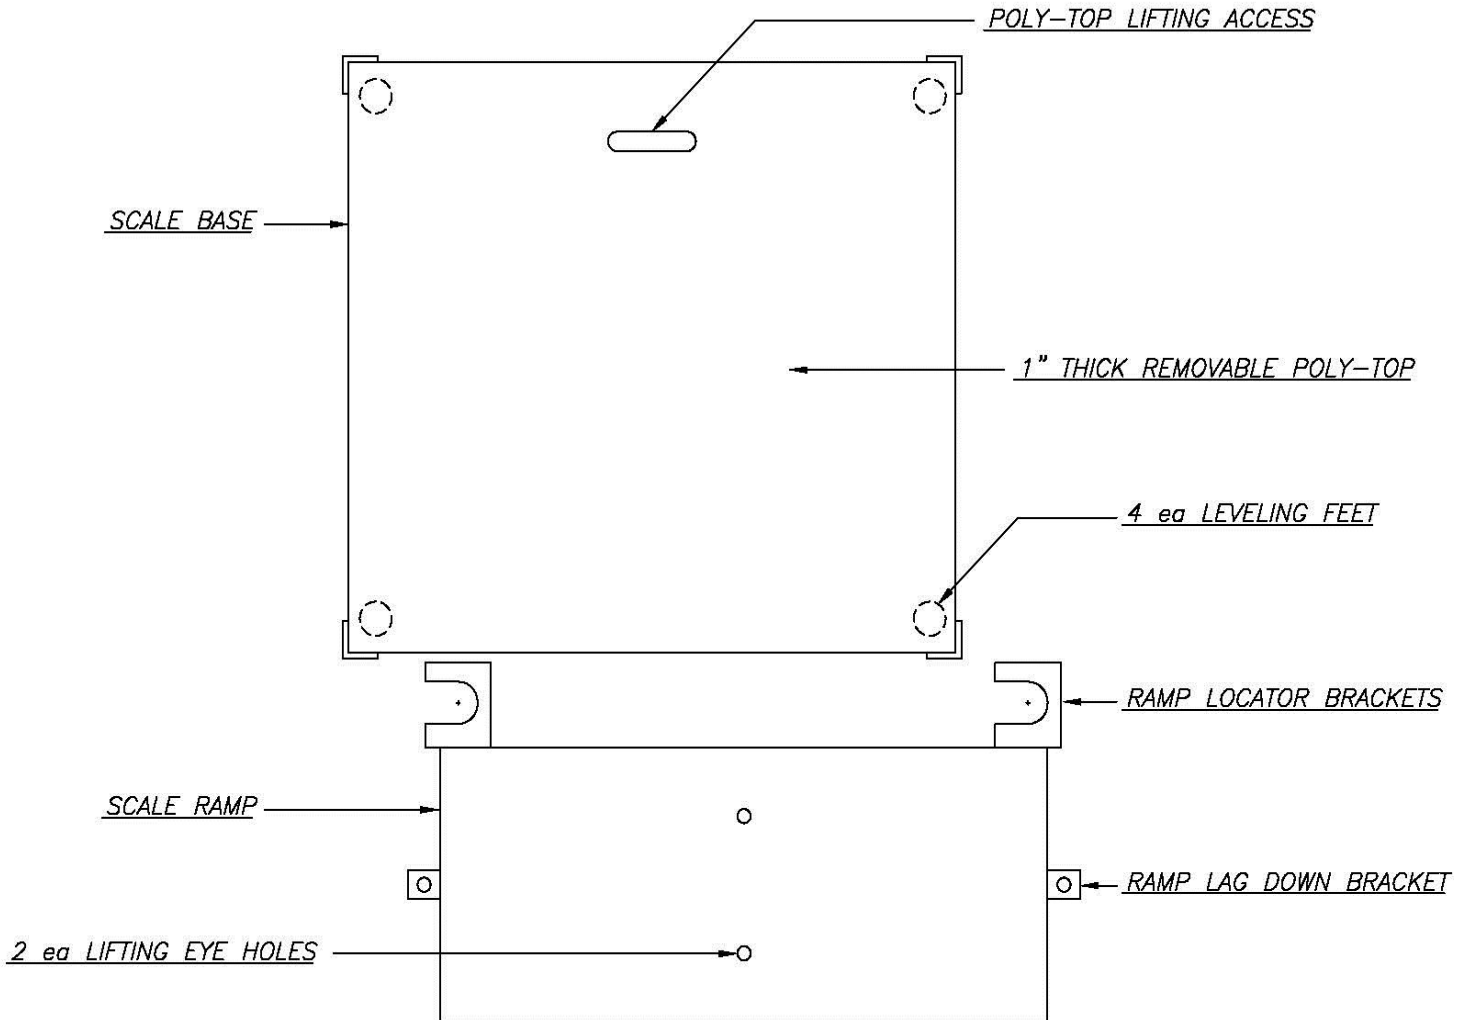 POLY-TOP LIFTING ACCESS
SCALE BASE
1" THICK REMOVABLE POLY-TOP
4 ea LEVELING FEET
RAMP LOCATOR BRACKETS
SCALE RAMP
RAMP LAG DOWN BRACKET
2 ea LIFTING EYE HOLES